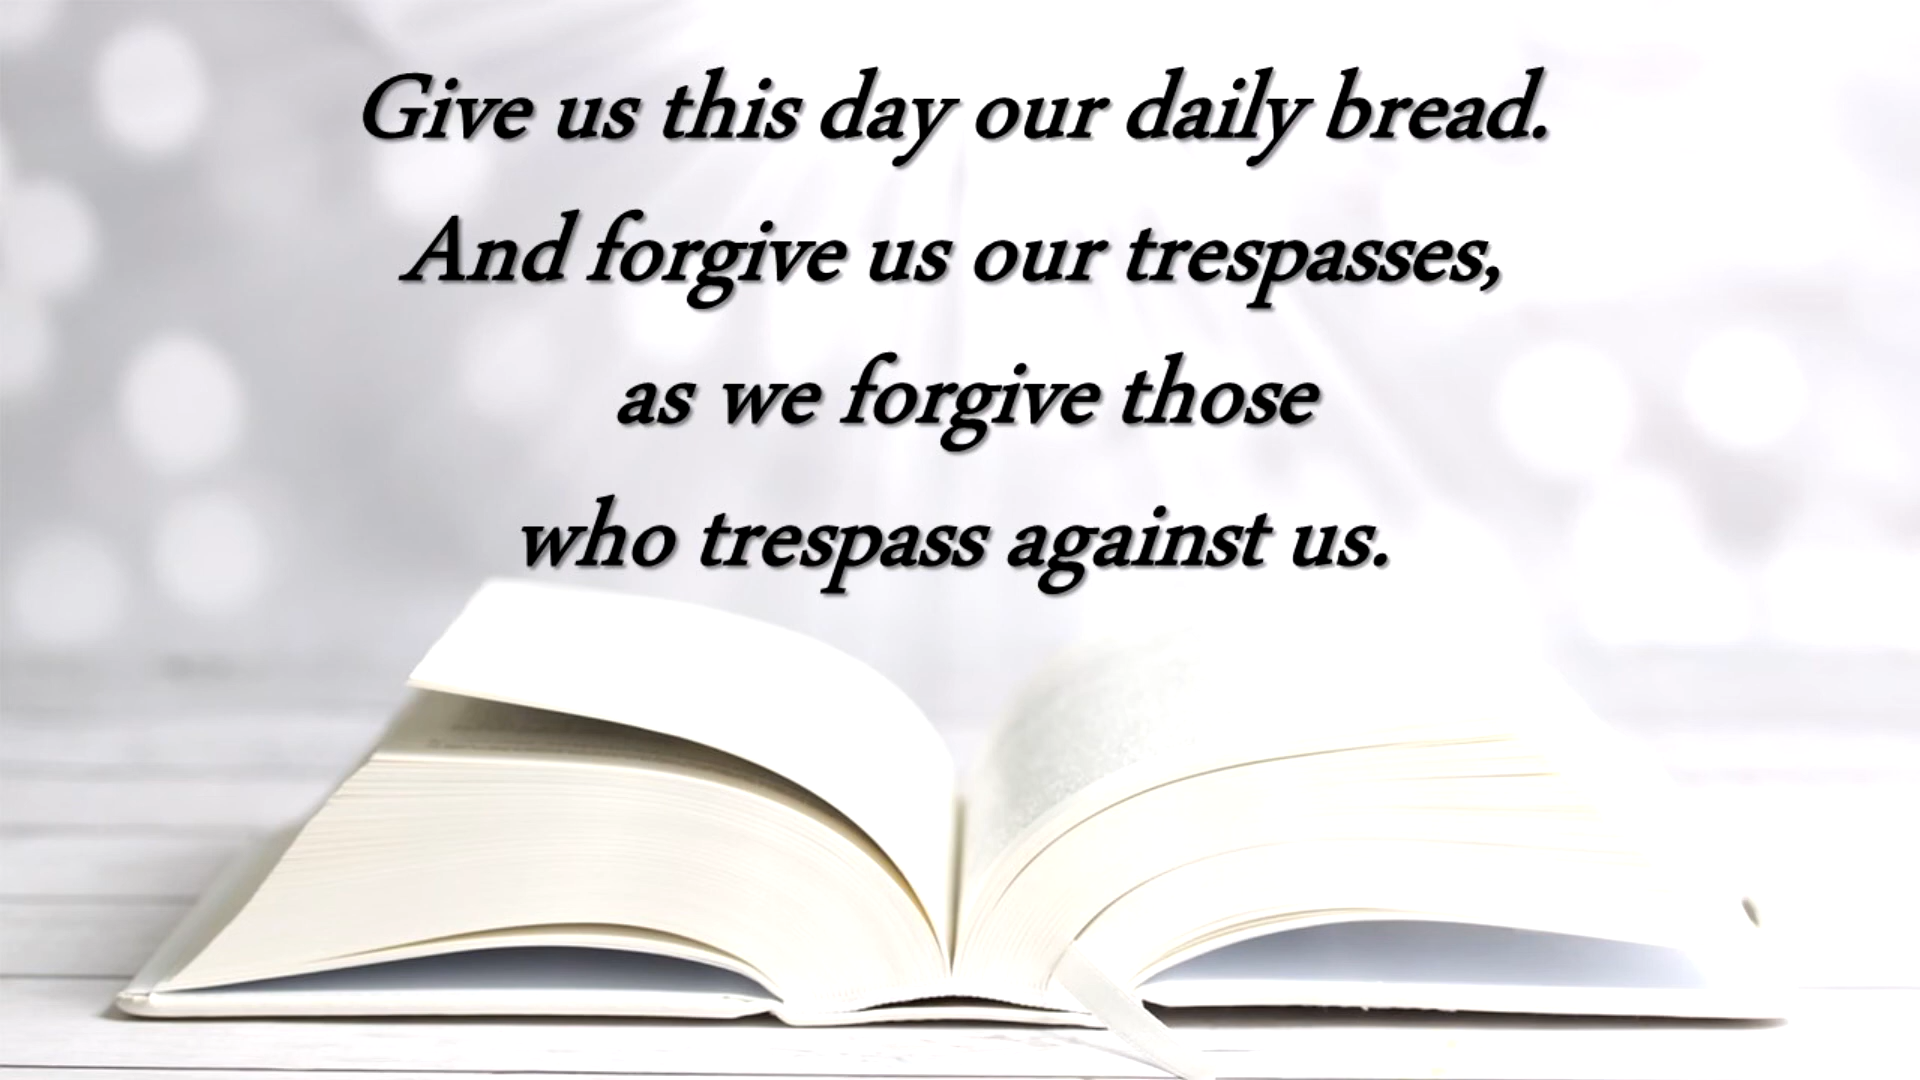 Give us this day our daily bread.
And forgive us our trespasses,
as we forgive those
who trespass against us.